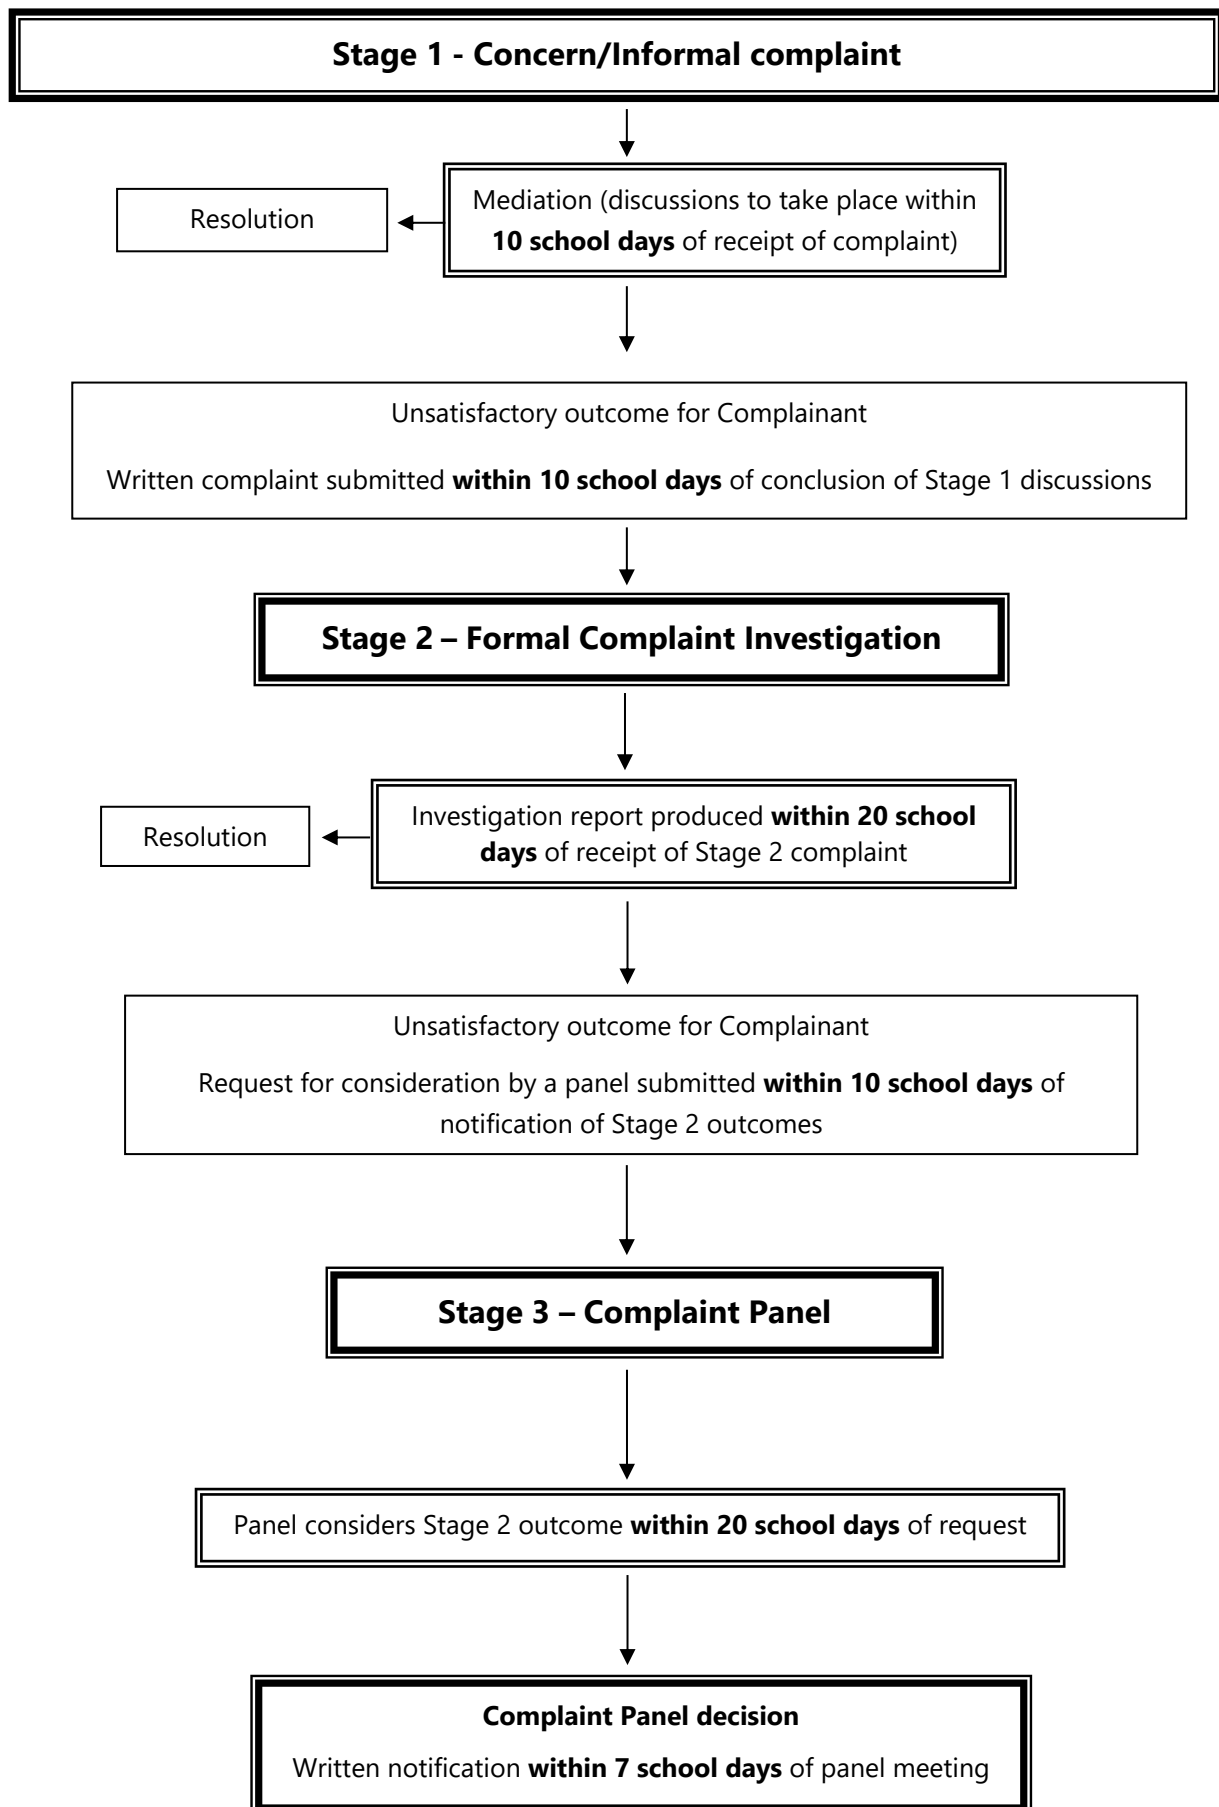 Stage 1 - Concern/Informal complaint
Mediation (discussions to take place within
10 school days of receipt of complaint)
Resolution
Unsatisfactory outcome for Complainant
Written complaint submitted within 10 school days of conclusion of Stage 1 discussions
Stage 2 – Formal Complaint Investigation
Investigation report produced within 20 school
days of receipt of Stage 2 complaint
Resolution
Unsatisfactory outcome for Complainant
Request for consideration by a panel submitted within 10 school days of
notification of Stage 2 outcomes
Stage 3 – Complaint Panel
Panel considers Stage 2 outcome within 20 school days of request
Complaint Panel decision
Written notification within 7 school days of panel meeting